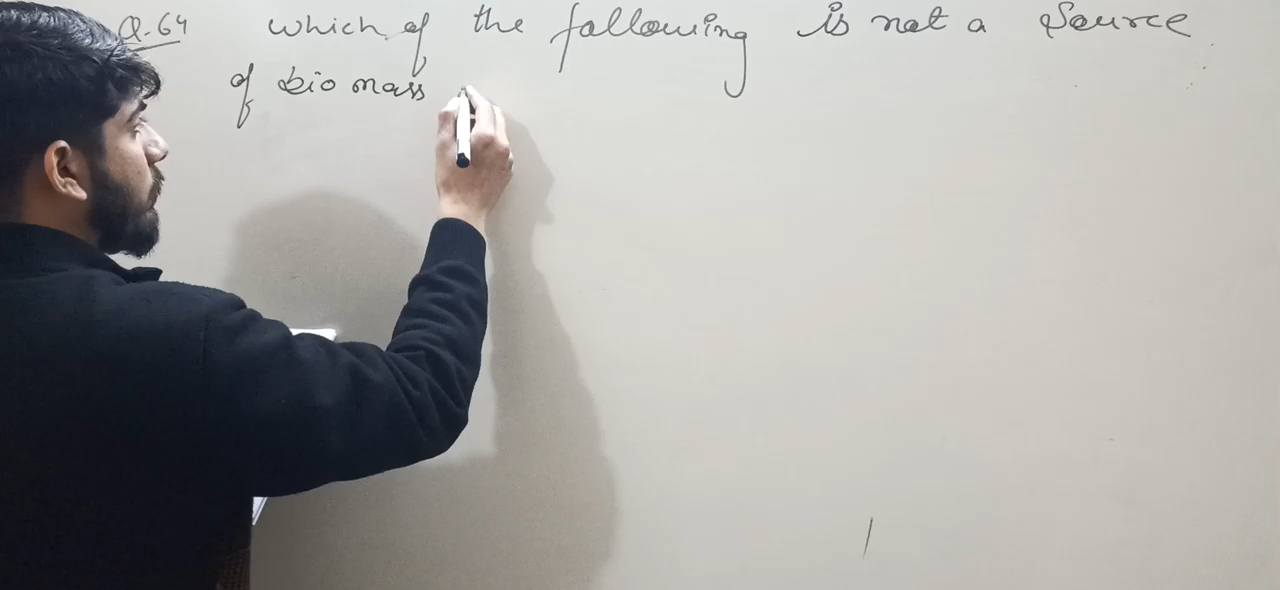 Q.64 which of the following is not a Source
of bio mass